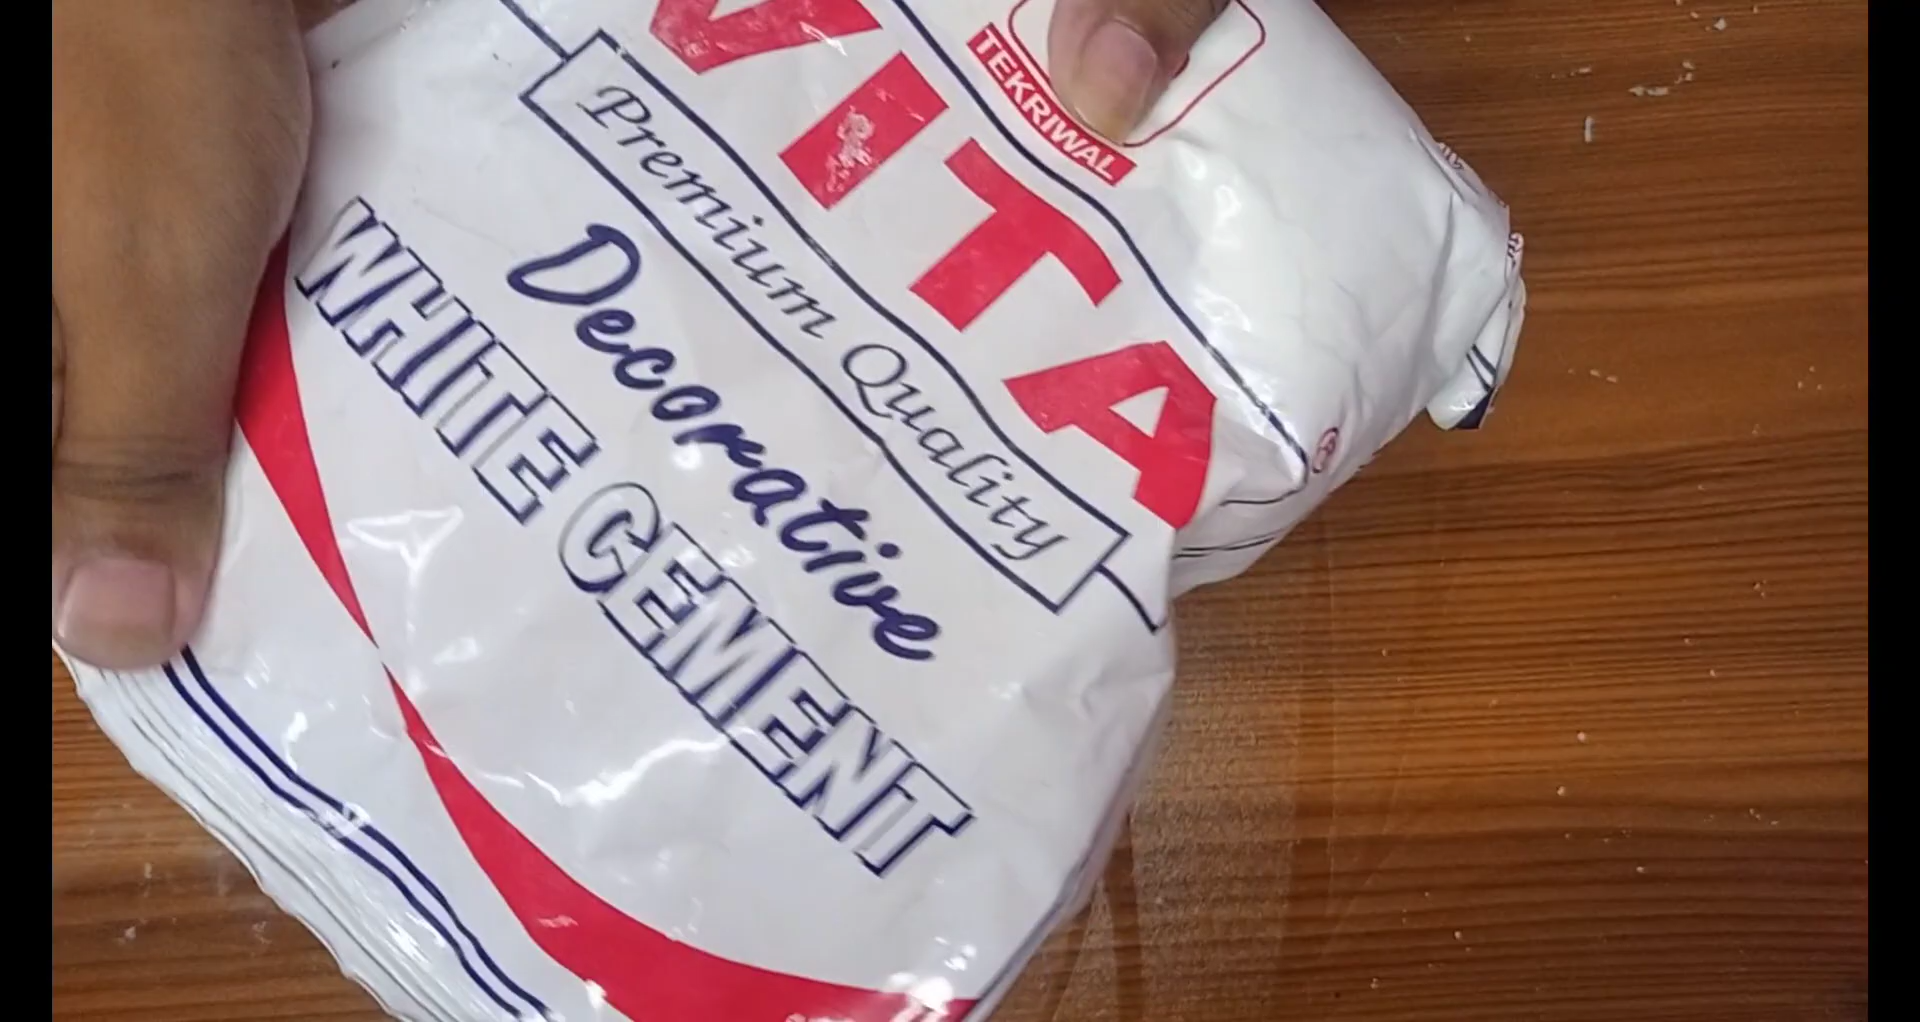 TEKRIWAL
VITA
Premium Quality
Decorative
WHITE CEMENT